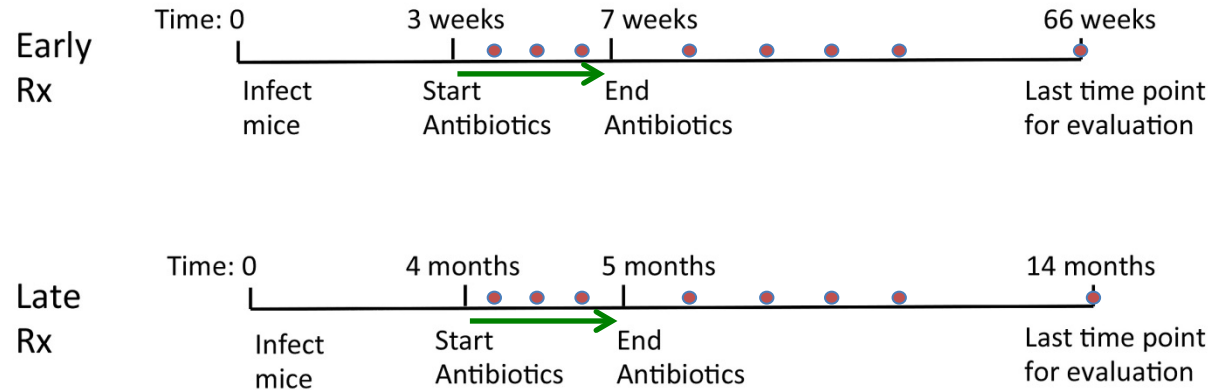 Time: 0 3 weeks 7 weeks 66 weeks
Early
Rx
Infect Start End Last time point
mice Antibiotics Antibiotics for evaluation
Time: 0 4 months 5 months 14 months
Late
Rx
Infect Start End Last time point
mice Antibiotics Antibiotics for evaluation